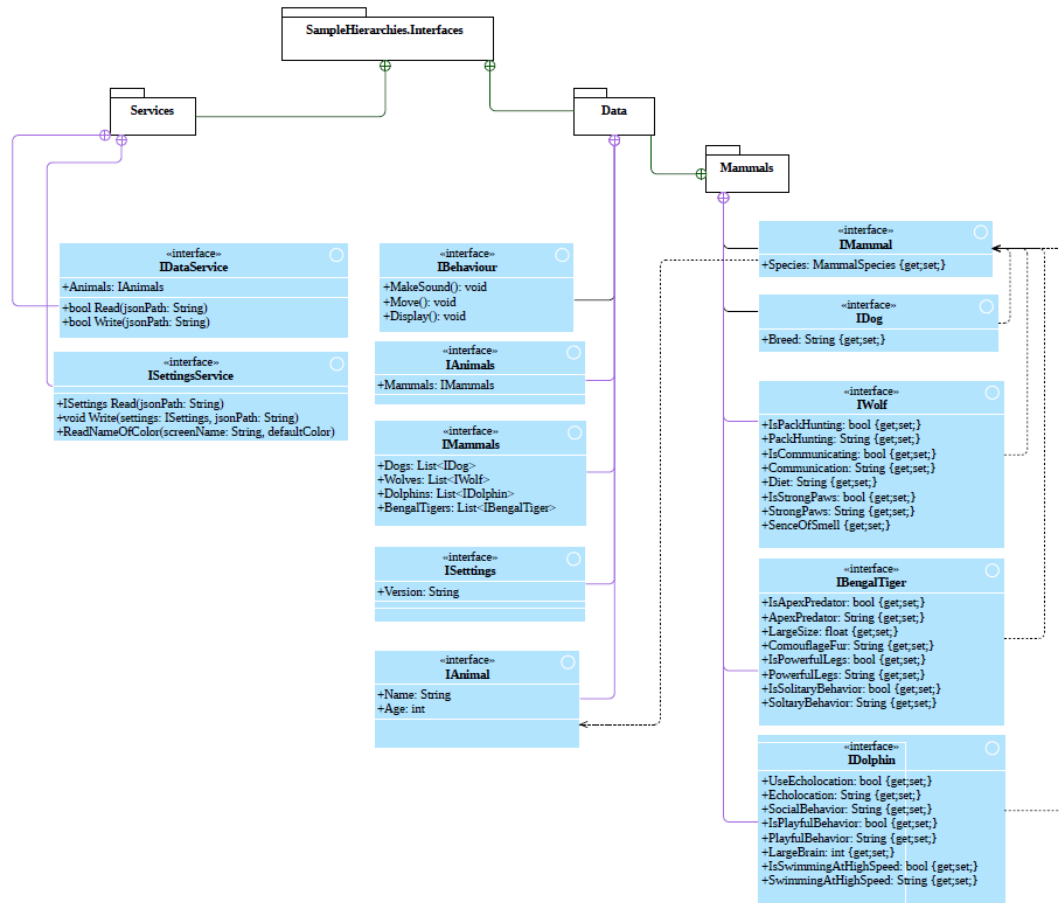 SampleHierarchies.Interfaces
Services
Data
Mammals
«interface»
IDataService
+Animals: IAnimals
+bool Read(jsonPath: String)
+bool Write(jsonPath: String)
«interface»
ISettingsService
+ISettings Read(jsonPath: String)
+void Write(settings: ISettings, jsonPath: String)
+ReadNameOfColor(screenName: String, defaultColor)
«interface»
IBehaviour
+MakeSound(): void
+Move(): void
+Display(): void
«interface»
IAnimals
+Mammals: IMammals
«interface»
IMammals
+Dogs: List<IDog>
+Wolves: List<IWolf>
+Dolphins: List<IDolphin>
+BengalTigers: List<IBengalTiger>
«interface»
ISetttings
+Version: String
«interface»
IAnimal
+Name: String
+Age: int
«interface»
IMammal
+Species: MammalSpecies {get;set;}
«interface»
IDog
+Breed: String {get;set;}
«interface»
IWolf
+IsPackHunting: bool {get;set;}
+PackHunting: String {get;set;}
+IsCommunicating: bool {get;set;}
+Communication: String {get;set;}
+Diet: String {get;set;}
+IsStrongPaws: bool {get;set;}
+StrongPaws: String {get;set;}
+SenceOfSmell {get;set;}
«interface»
IBengalTiger
+IsApexPredator: bool {get;set;}
+ApexPredator: String {get;set;}
+LargeSize: float {get;set;}
+ComouflageFur: String {get;set;}
+IsPowerfulLegs: bool {get;set;}
+PowerfulLegs: String {get;set;}
+IsSolitaryBehavior: bool {get;set;}
+SoltaryBehavior: String {get;set;}
«interface»
IDolphin
+UseEcholocation: bool {get;set;}
+Echolocation: String {get;set;}
+SocialBehavior: String {get;set;}
+IsPlayfulBehavior: bool {get;set;}
+PlayfulBehavior: String {get;set;}
+LargeBrain: int {get;set;}
+IsSwimmingAtHighSpeed: bool {get;set;}
+SwimmingAtHighSpeed: String {get;set;}